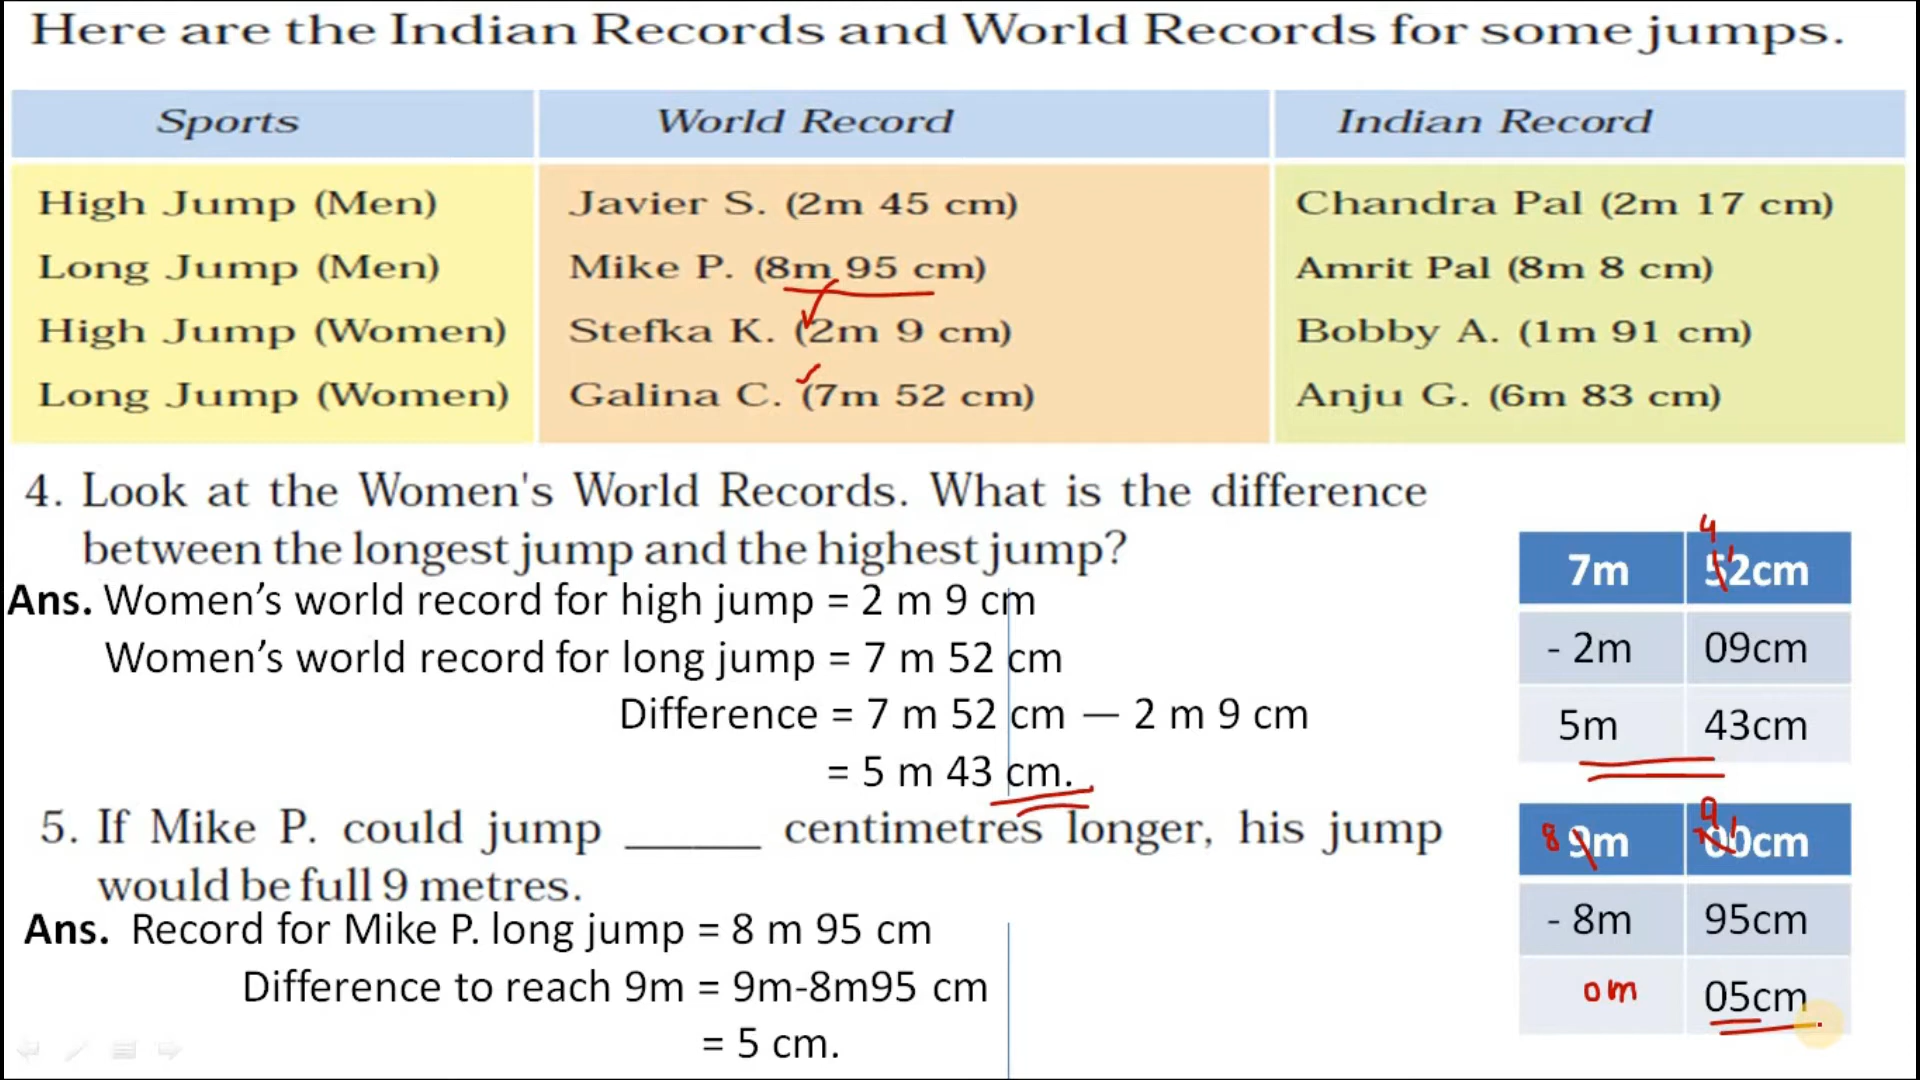 Here are the Indian Records and World Records for some jumps.
Sports World Record Indian Record
High Jump (Men) Javier S. (2m 45 cm) Chandra Pal (2m 17 cm)
Long Jump (Men) Mike P. (8m 95 cm) Amrit Pal (8m 8 cm)
High Jump (Women) Stefka K. (2m 9 cm) Bobby A. (1m 91 cm)
Long Jump (Women) Galina C. (7m 52 cm) Anju G. (6m 83 cm)
4. Look at the Women's World Records. What is the difference
between the longest jump and the highest jump?
Ans. Women’s world record for high jump = 2 m 9 cm
Women’s world record for long jump = 7 m 52 cm
Difference = 7 m 52 cm — 2 m 9 cm
= 5 m 43 cm.
4 1
7m 52cm
- 2m 09cm
5m 43cm
5. If Mike P. could jump ______ centimetres longer, his jump
would be full 9 metres.
Ans. Record for Mike P. long jump = 8 m 95 cm
Difference to reach 9m = 9m-8m95 cm
= 5 cm.
8 9 1
9m 00cm
- 8m 95cm
0m 05cm